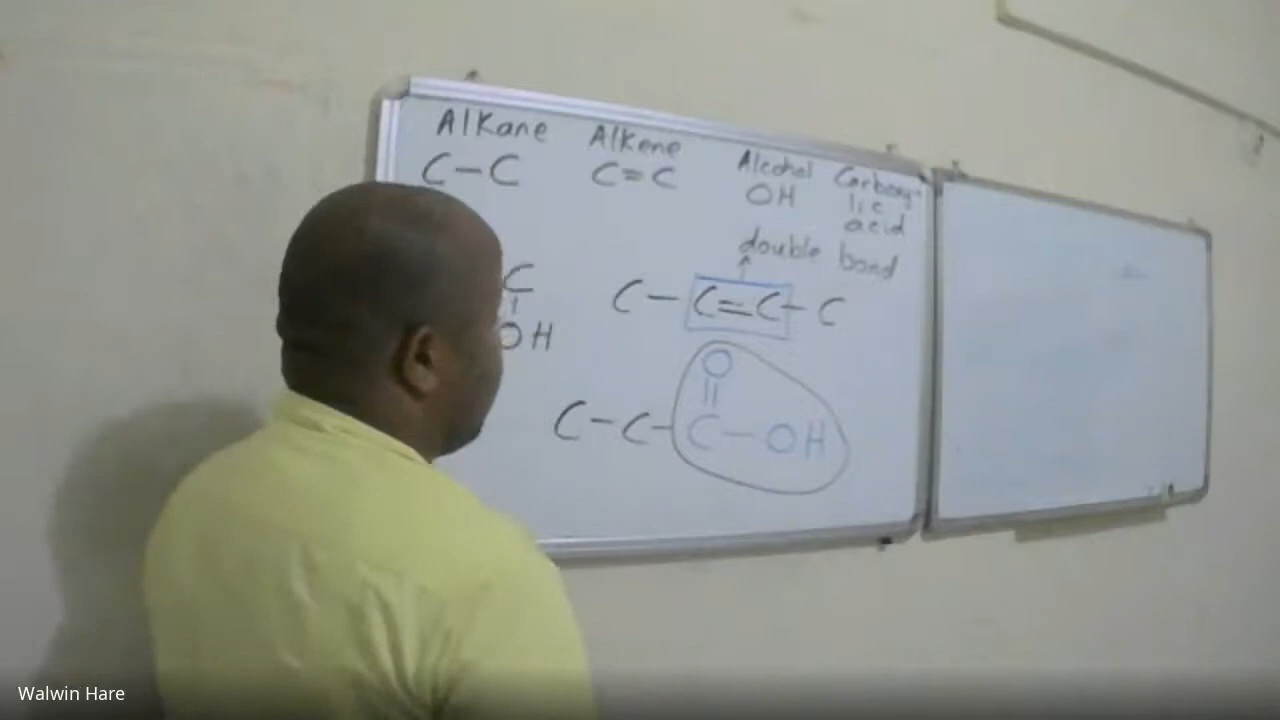 Alkane Alkene Alcohol Carboxy-
C-C C=C OH lic
acid
double bond
C
OH
C-C=C-C
O
||
C-C-C-OH
Walwin Hare